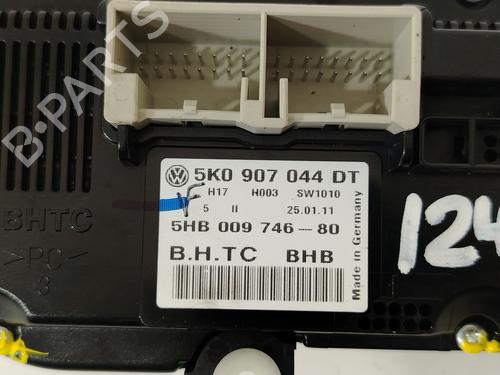 B-PARTS
5K0 907 044 DT
H17 H003 SW1010
5 II 25.01.11
5HB 009 746-80
B.H.TC BHB
Made in Germany
BHTC
>PC<
8
124